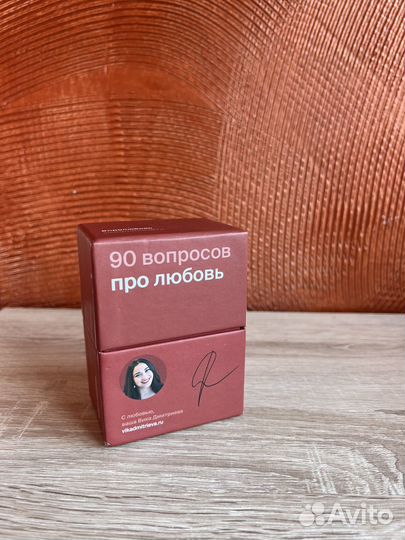 90 вопросов
про любовь
С любовью,
ваша Вика Дмитриева
vikadmitrieva.ru
Avito